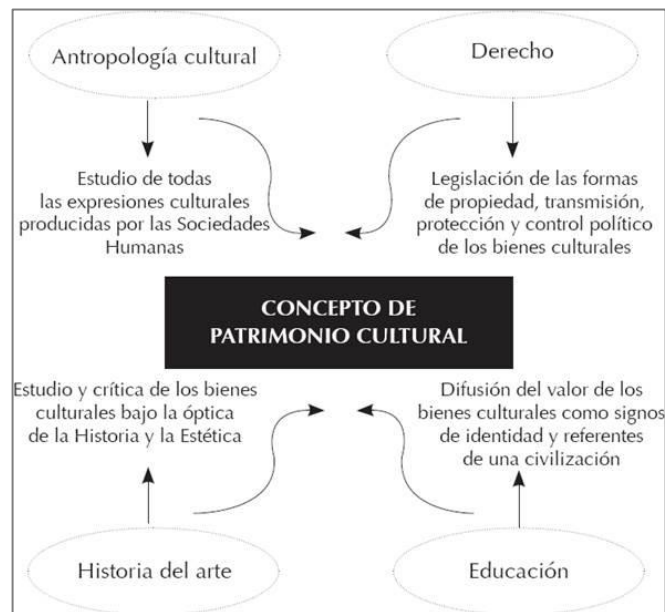 Antropología cultural
Derecho
Estudio de todas
las expresiones culturales
producidas por las Sociedades
Humanas
Legislación de las formas
de propiedad, transmisión,
protección y control político
de los bienes culturales
CONCEPTO DE
PATRIMONIO CULTURAL
Estudio y crítica de los bienes
culturales bajo la óptica
de la Historia y la Estética
Difusión del valor de los
bienes culturales como signos
de identidad y referentes
de una civilización
Historia del arte
Educación